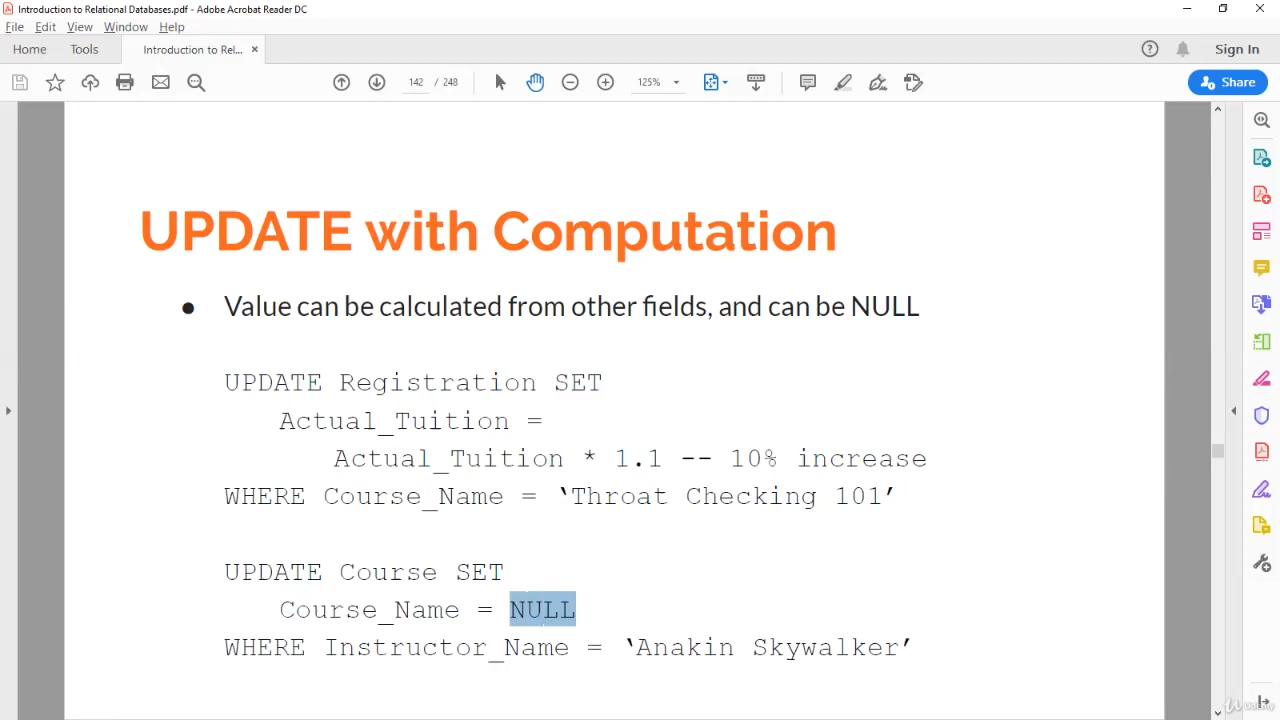 Introduction to Relational Databases.pdf - Adobe Acrobat Reader DC
File Edit View Window Help
Home Tools Introduction to Rel... × Sign In
142 / 248 125% Share
UPDATE with Computation
● Value can be calculated from other fields, and can be NULL
UPDATE Registration SET
Actual_Tuition =
Actual_Tuition * 1.1 -- 10% increase
WHERE Course_Name = ‘Throat Checking 101’
UPDATE Course SET
Course_Name = NULL
WHERE Instructor_Name = ‘Anakin Skywalker’
Udemy